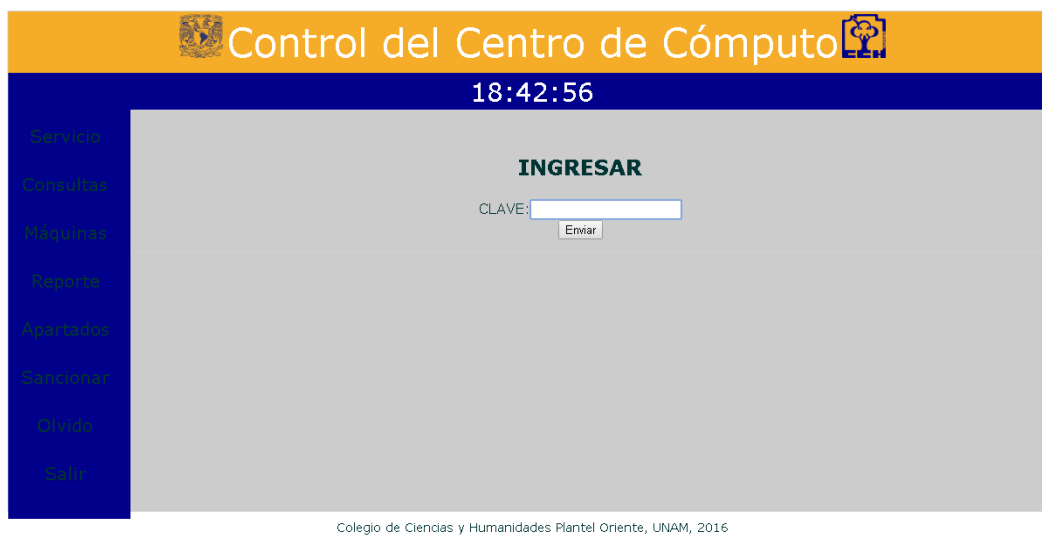 Control del Centro de Cómputo
CCH
18:42:56
Servicio
Consultas
Máquinas
Reporte
Apartados
Sancionar
Olvido
Salir
INGRESAR
CLAVE:
Enviar
Colegio de Ciencias y Humanidades Plantel Oriente, UNAM, 2016